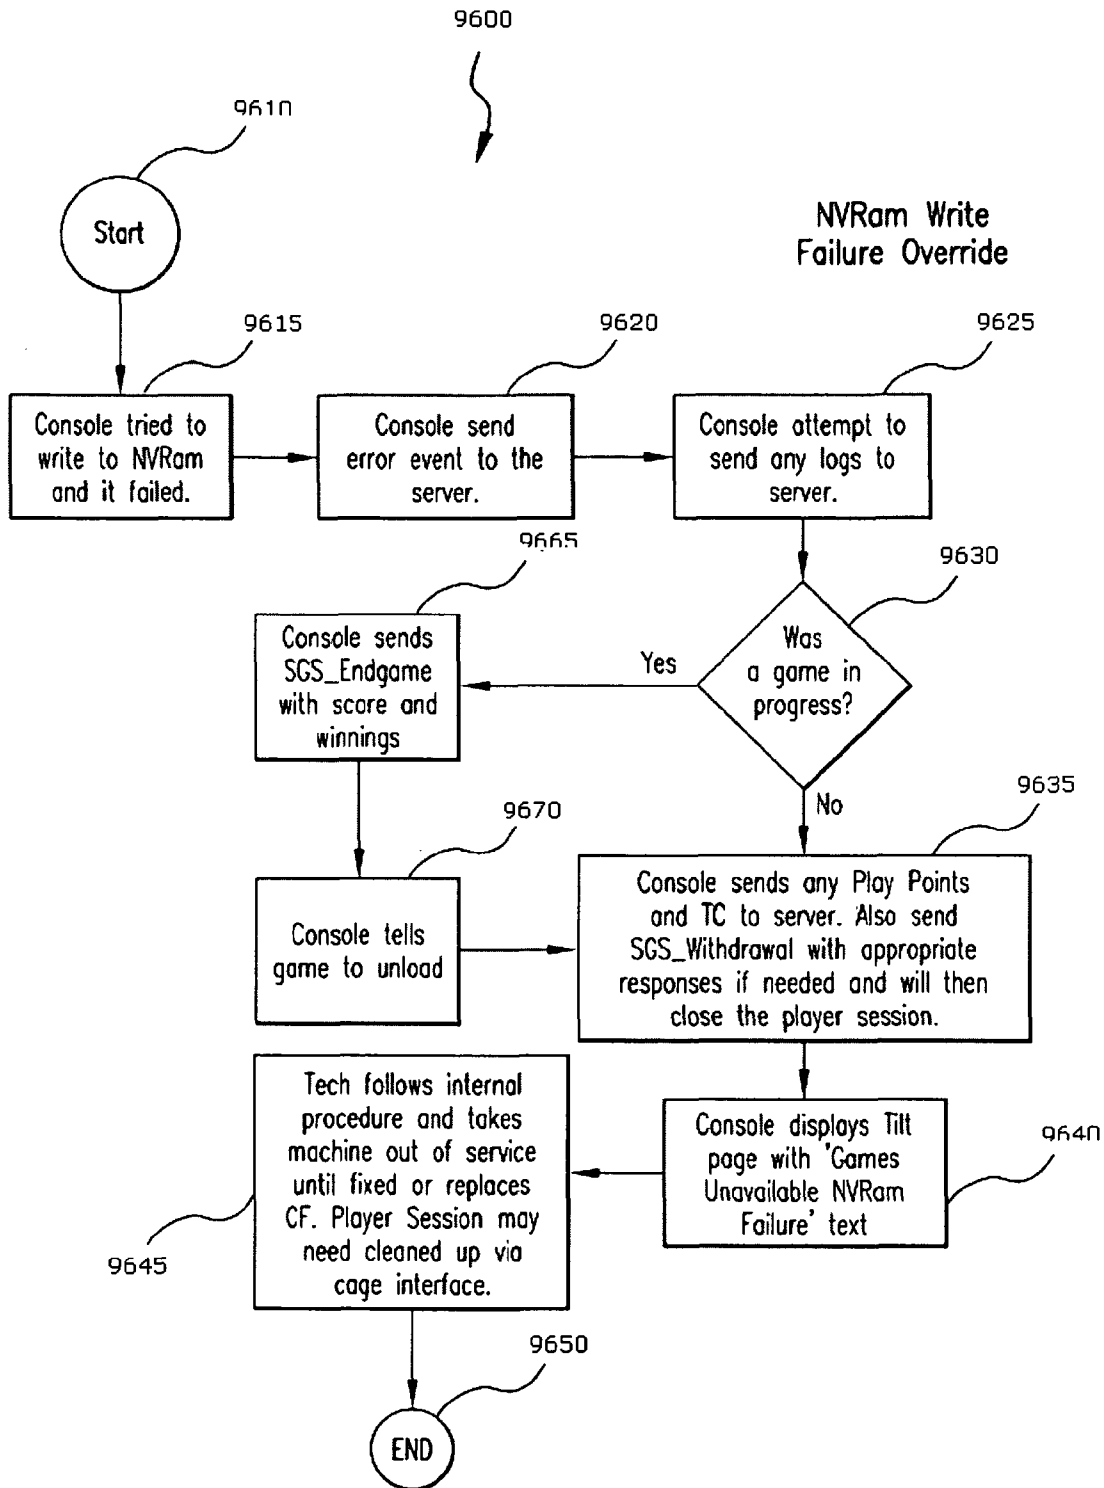 9600
9610
Start
NVRam Write
Failure Override
9615
Console tried to
write to NVRam
and it failed.
9620
Console send
error event to the
server.
9625
Console attempt to
send any logs to
server.
9630
Was
a game in
progress?
Yes
No
9665
Console sends
SGS_Endgame
with score and
winnings
9670
Console tells
game to unload
9635
Console sends any Play Points
and TC to server. Also send
SGS_Withdrawal with appropriate
responses if needed and will then
close the player session.
9640
Console displays Tilt
page with 'Games
Unavailable NVRam
Failure' text
9645
Tech follows internal
procedure and takes
machine out of service
until fixed or replaces
CF. Player Session may
need cleaned up via
cage interface.
9650
END